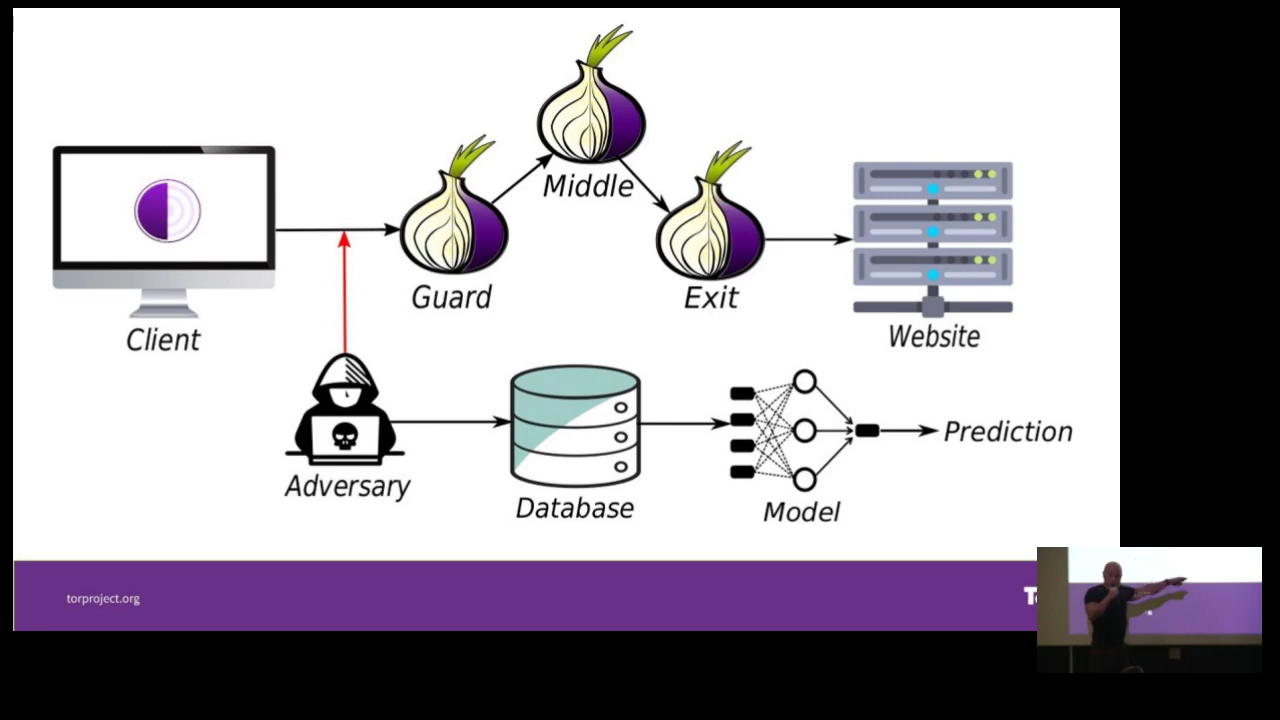 Middle
Guard
Exit
Client
Website
Adversary
Database
Model
Prediction
torproject.org